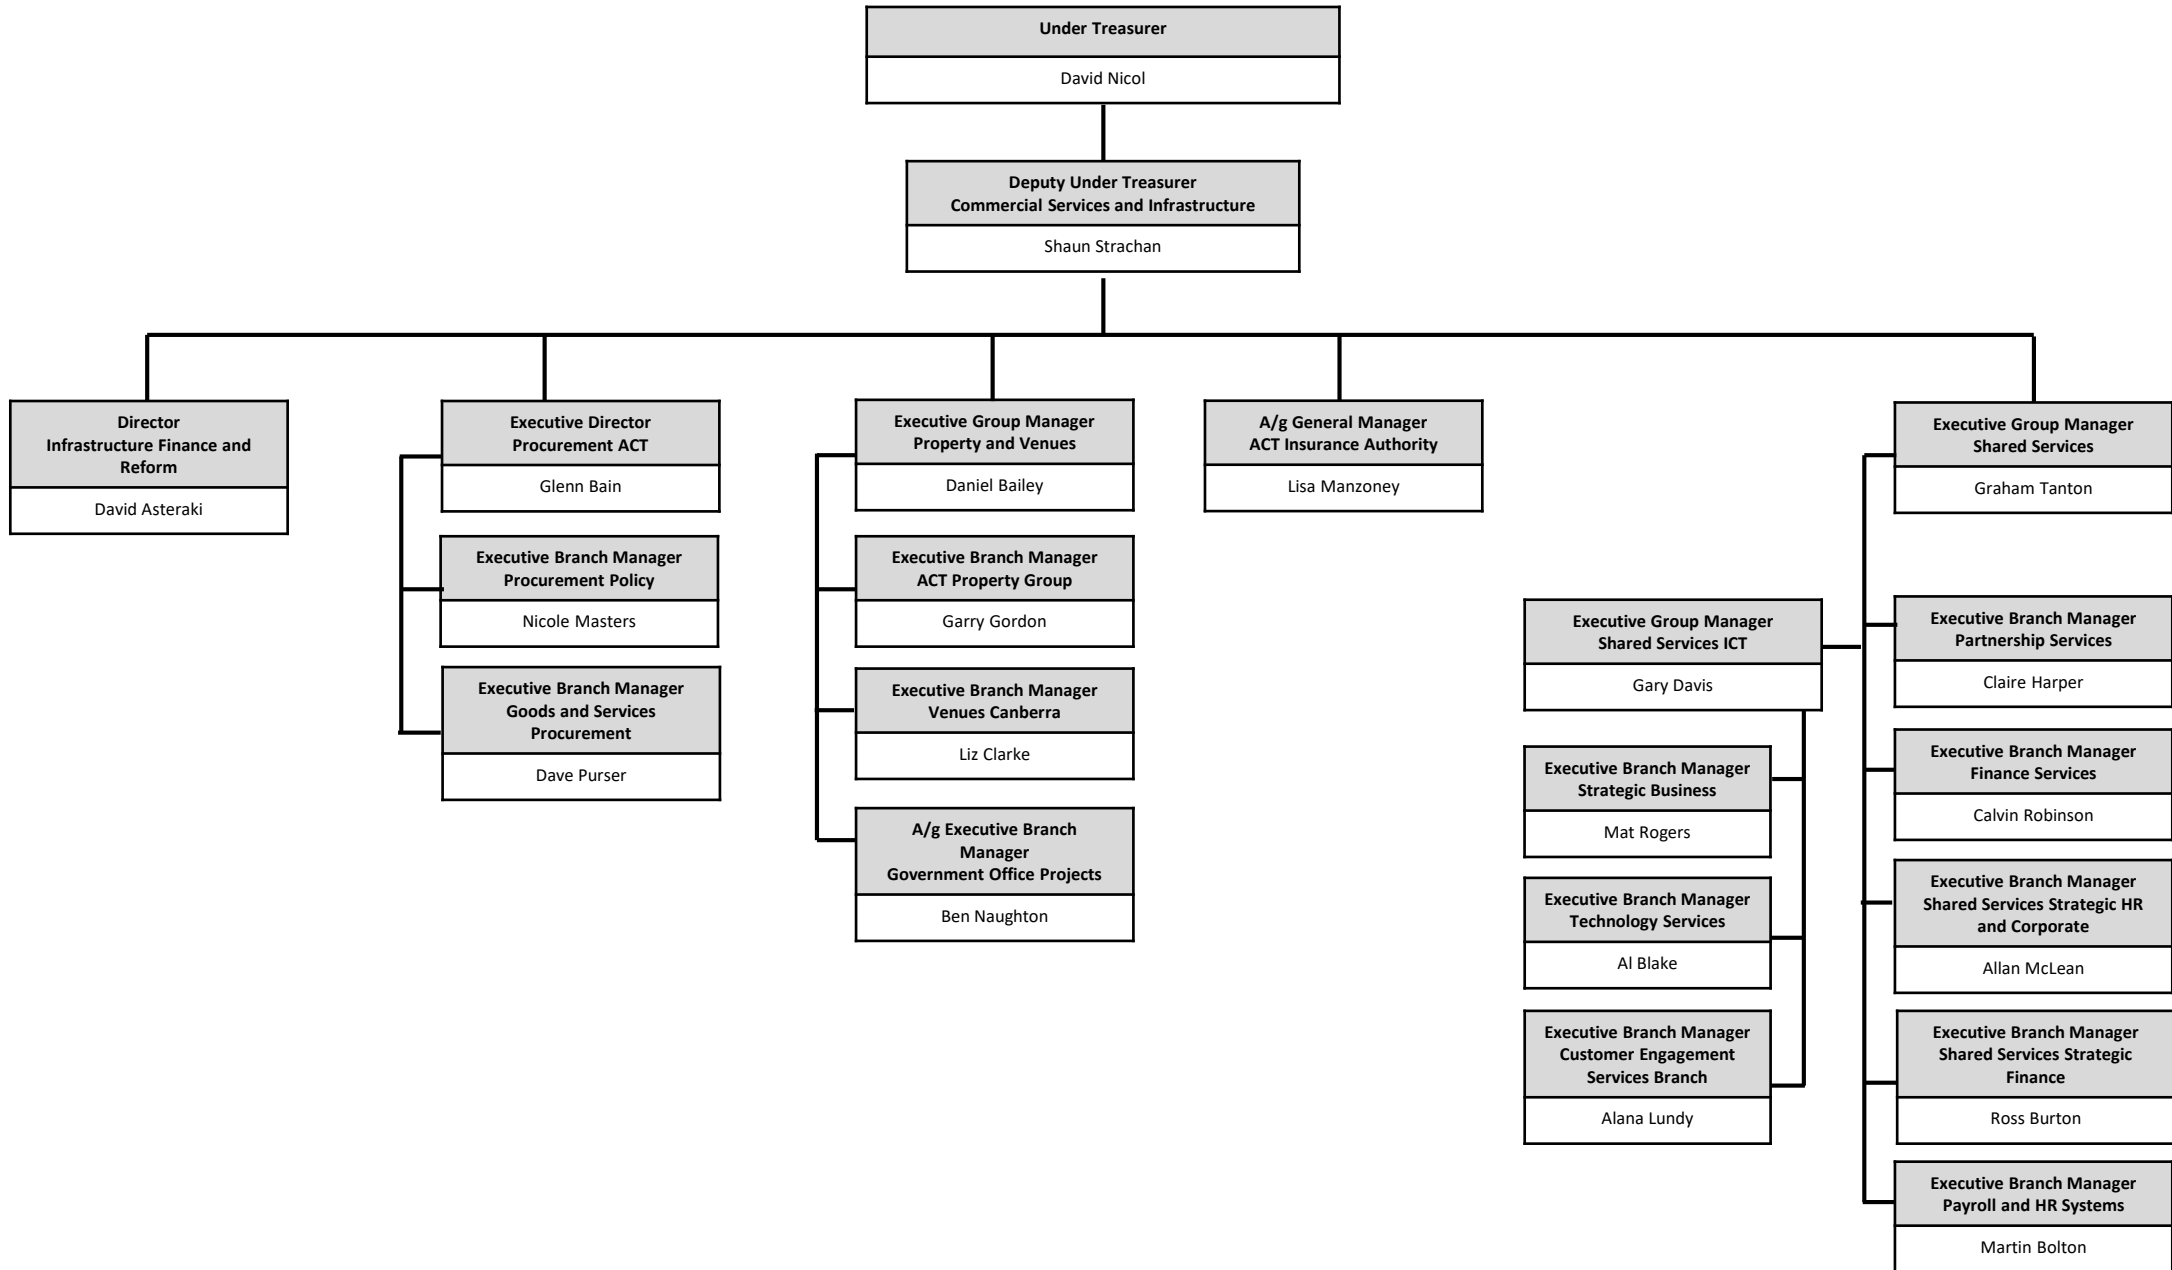 Under Treasurer
David Nicol
Deputy Under Treasurer
Commercial Services and Infrastructure
Shaun Strachan
Director
Infrastructure Finance and
Reform
David Asteraki
Executive Director
Procurement ACT
Glenn Bain
Executive Branch Manager
Procurement Policy
Nicole Masters
Executive Branch Manager
Goods and Services
Procurement
Dave Purser
Executive Group Manager
Property and Venues
Daniel Bailey
Executive Branch Manager
ACT Property Group
Garry Gordon
Executive Branch Manager
Venues Canberra
Liz Clarke
A/g Executive Branch
Manager
Government Office Projects
Ben Naughton
A/g General Manager
ACT Insurance Authority
Lisa Manzoney
Executive Group Manager
Shared Services
Graham Tanton
Executive Group Manager
Shared Services ICT
Gary Davis
Executive Branch Manager
Strategic Business
Mat Rogers
Executive Branch Manager
Technology Services
Al Blake
Executive Branch Manager
Customer Engagement
Services Branch
Alana Lundy
Executive Branch Manager
Partnership Services
Claire Harper
Executive Branch Manager
Finance Services
Calvin Robinson
Executive Branch Manager
Shared Services Strategic HR
and Corporate
Allan McLean
Executive Branch Manager
Shared Services Strategic
Finance
Ross Burton
Executive Branch Manager
Payroll and HR Systems
Martin Bolton